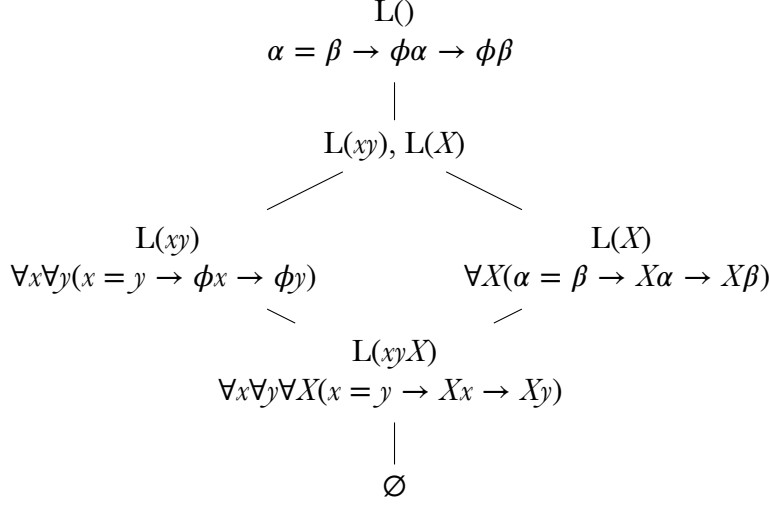 L()
α = β → ϕα → ϕβ
L(xy), L(X)
L(xy)
∀x∀y(x = y → ϕx → ϕy)
L(X)
∀X(α = β → Xα → Xβ)
L(xyX)
∀x∀y∀X(x = y → Xx → Xy)
∅